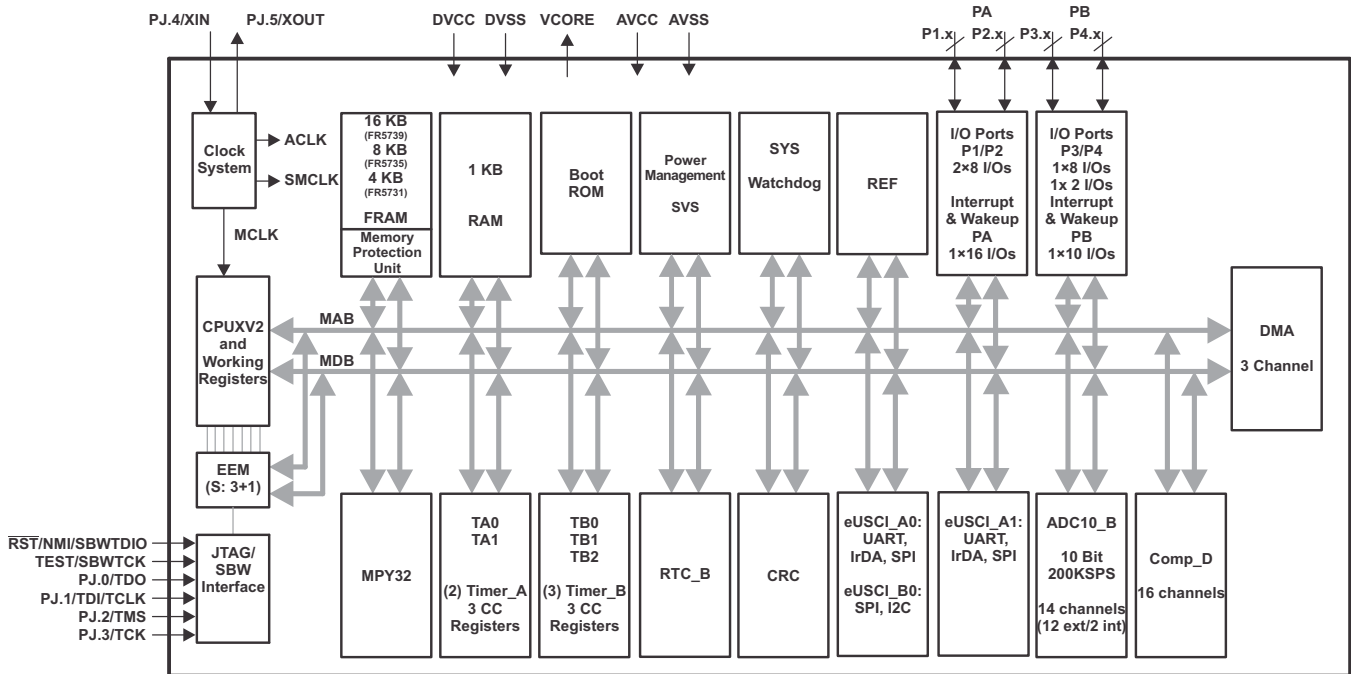 PJ.4/XIN
PJ.5/XOUT
DVCC
DVSS
VCORE
AVCC
AVSS
PA
P1.x
P2.x
PB
P3.x
P4.x
Clock
System
ACLK
SMCLK
MCLK
16 KB
(FR5739)
8 KB
(FR5735)
4 KB
(FR5731)
FRAM
Memory
Protection
Unit
1 KB
RAM
Boot
ROM
Power
Management
SVS
SYS
Watchdog
REF
I/O Ports
P1/P2
2×8 I/Os
Interrupt
& Wakeup
PA
1×16 I/Os
I/O Ports
P3/P4
1×8 I/Os
1x 2 I/Os
Interrupt
& Wakeup
PB
1×10 I/Os
CPUXV2
and
Working
Registers
MAB
MDB
DMA
3 Channel
EEM
(S: 3+1)
RST/NMI/SBWTDIO
TEST/SBWTCK
PJ.0/TDO
PJ.1/TDI/TCLK
PJ.2/TMS
PJ.3/TCK
JTAG/
SBW
Interface
MPY32
TA0
TA1
(2) Timer_A
3 CC
Registers
TB0
TB1
TB2
(3) Timer_B
3 CC
Registers
RTC_B
CRC
eUSCI_A0:
UART,
IrDA, SPI
eUSCI_B0:
SPI, I2C
eUSCI_A1:
UART,
IrDA, SPI
ADC10_B
10 Bit
200KSPS
14 channels
(12 ext/2 int)
Comp_D
16 channels